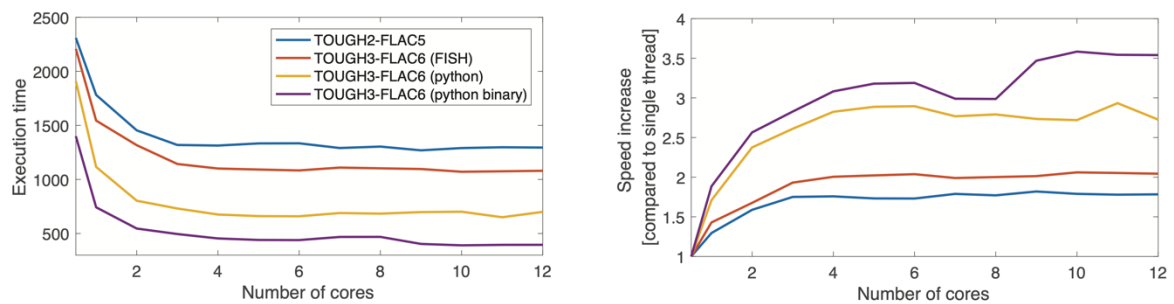 2500
2000
1500
1000
500
Execution time
TOUGH2-FLAC5
TOUGH3-FLAC6 (FISH)
TOUGH3-FLAC6 (python)
TOUGH3-FLAC6 (python binary)
2 4 6 8 10 12
Number of cores
4
3.5
3
2.5
2
1.5
1
Speed increase
[compared to single thread]
2 4 6 8 10 12
Number of cores